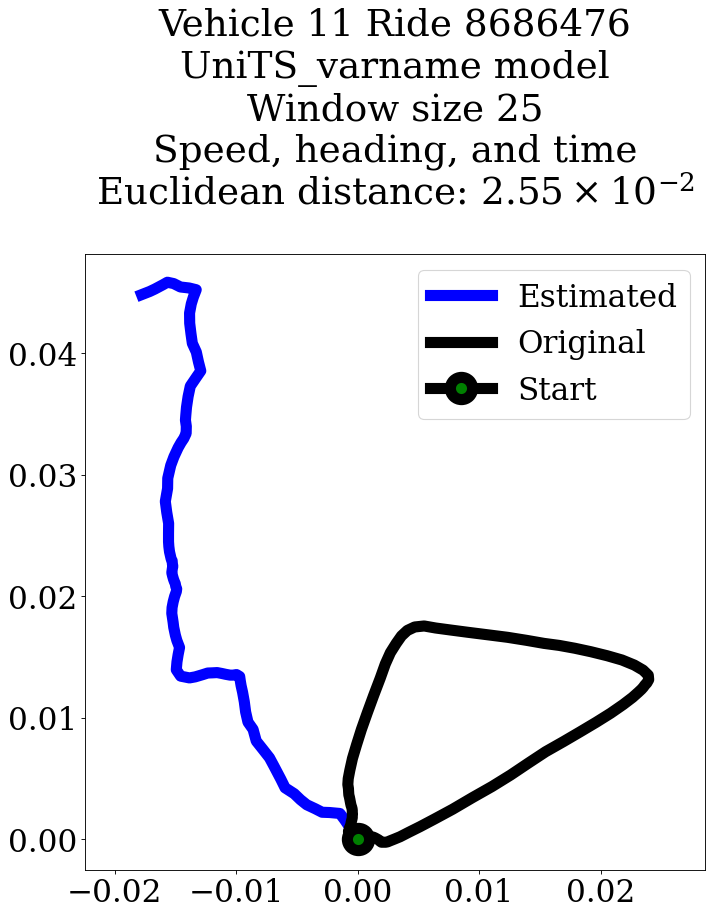 Vehicle 11 Ride 8686476
UniTS_varname model
Window size 25
Speed, heading, and time
Euclidean distance: 2.55 × 10⁻²
Estimated
Original
Start
0.04
0.03
0.02
0.01
0.00
−0.02 −0.01 0.00 0.01 0.02